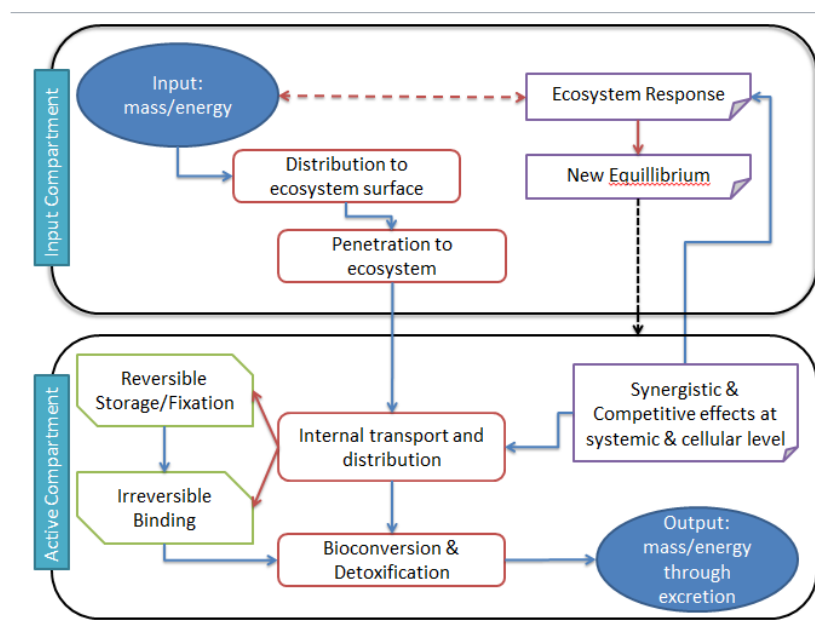 Input Compartment
Input:
mass/energy
Ecosystem Response
Distribution to
ecosystem surface
New Equillibrium
Penetration to
ecosystem
Active Compartment
Reversible
Storage/Fixation
Internal transport and
distribution
Synergistic &
Competitive effects at
systemic & cellular level
Irreversible
Binding
Bioconversion &
Detoxification
Output:
mass/energy
through
excretion